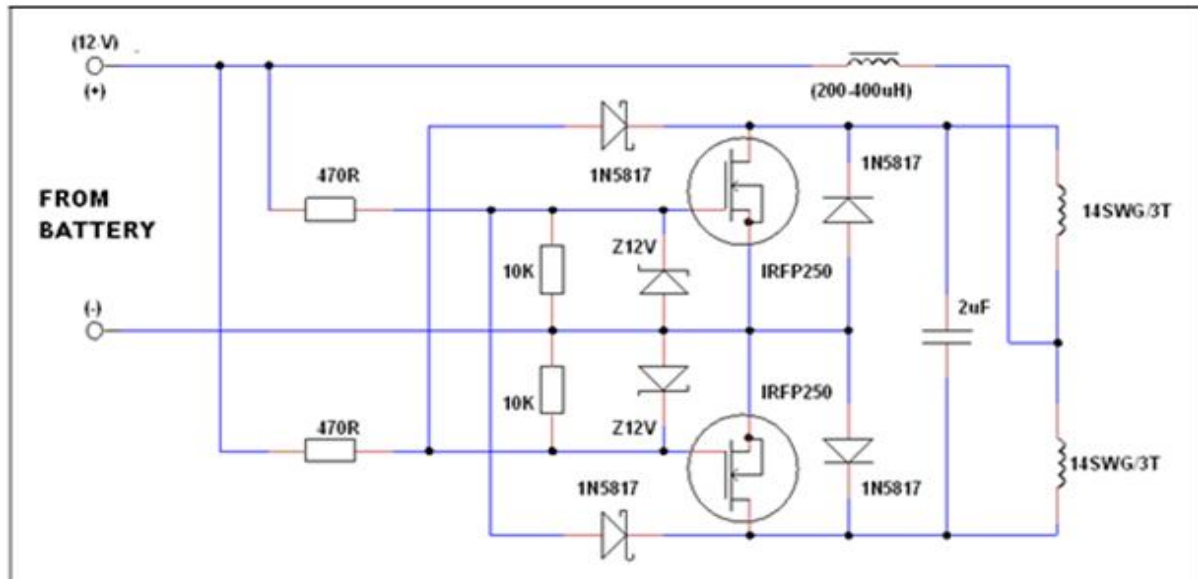 (12-V)
(+)
(200-400uH)
1N5817
1N5817
470R
FROM
BATTERY
14SWG/3T
Z12V
10K
IRFP250
(-)
2uF
10K
IRFP250
470R
Z12V
1N5817
1N5817
14SWG/3T